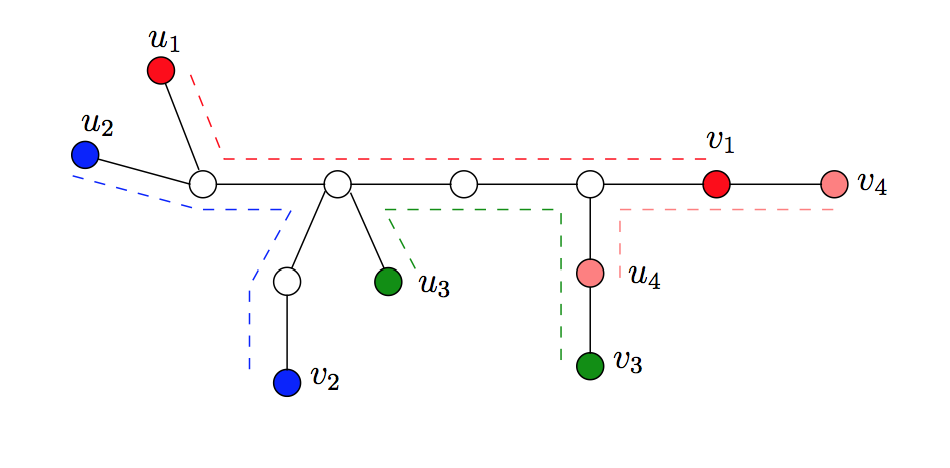 u₁
u₂
v₁
v₄
u₃
u₄
v₃
v₂